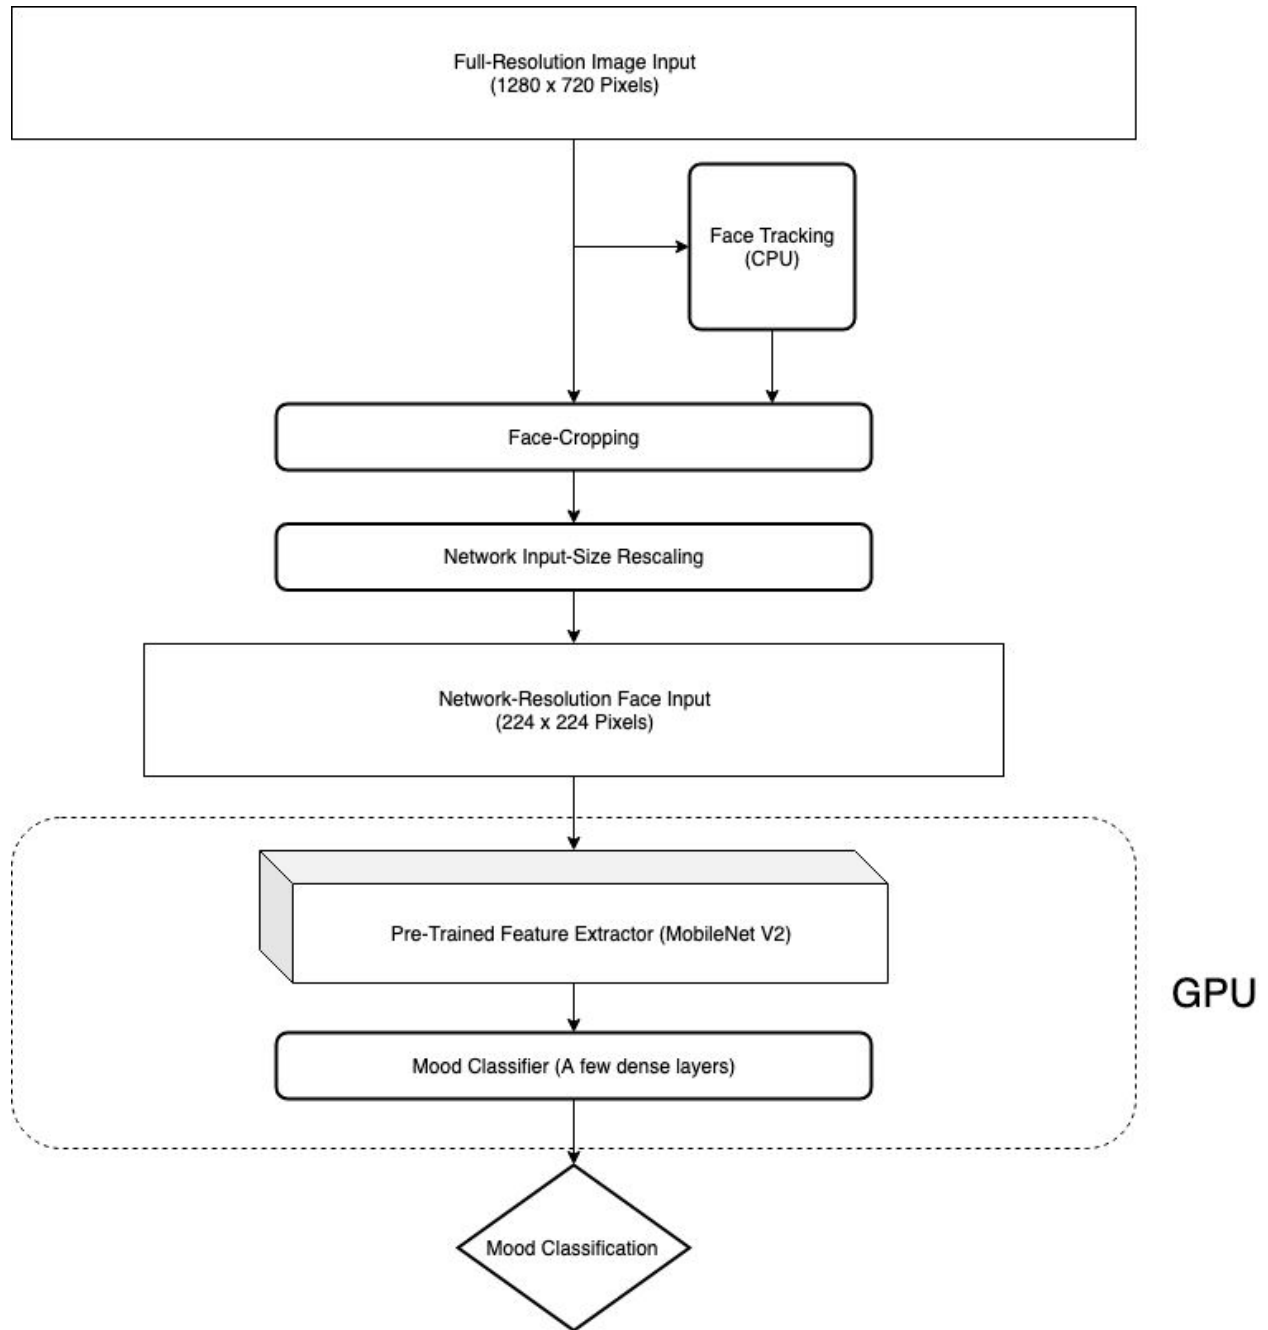 Full-Resolution Image Input
(1280 x 720 Pixels)
Face Tracking
(CPU)
Face-Cropping
Network Input-Size Rescaling
Network-Resolution Face Input
(224 x 224 Pixels)
Pre-Trained Feature Extractor (MobileNet V2)
GPU
Mood Classifier (A few dense layers)
Mood Classification